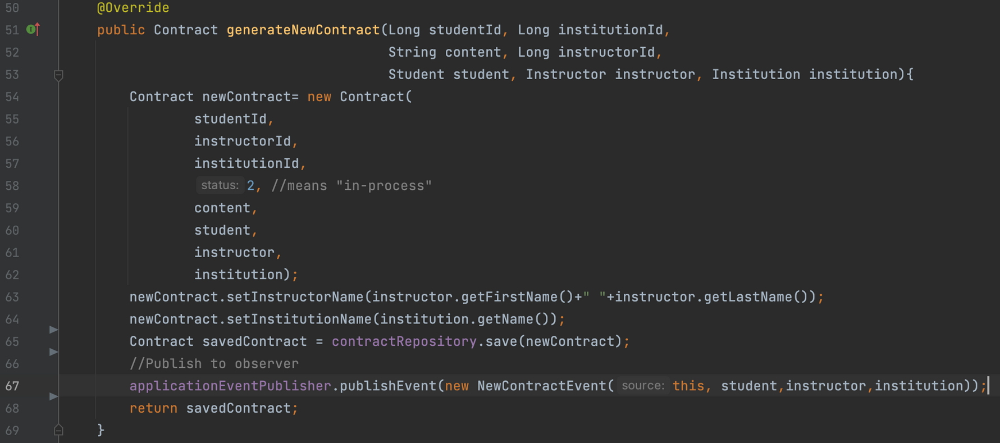 50 @Override
51 public Contract generateNewContract(Long studentId, Long institutionId,
52 String content, Long instructorId,
53 Student student, Instructor instructor, Institution institution){
54 Contract newContract= new Contract(
55 studentId,
56 instructorId,
57 institutionId,
58 status: 2, //means "in-process"
59 content,
60 student,
61 instructor,
62 institution);
63 newContract.setInstructorName(instructor.getFirstName()+" "+instructor.getLastName());
64 newContract.setInstitutionName(institution.getName());
65 Contract savedContract = contractRepository.save(newContract);
66 //Publish to observer
67 applicationEventPublisher.publishEvent(new NewContractEvent( source: this, student,instructor,institution));
68 return savedContract;
69 }